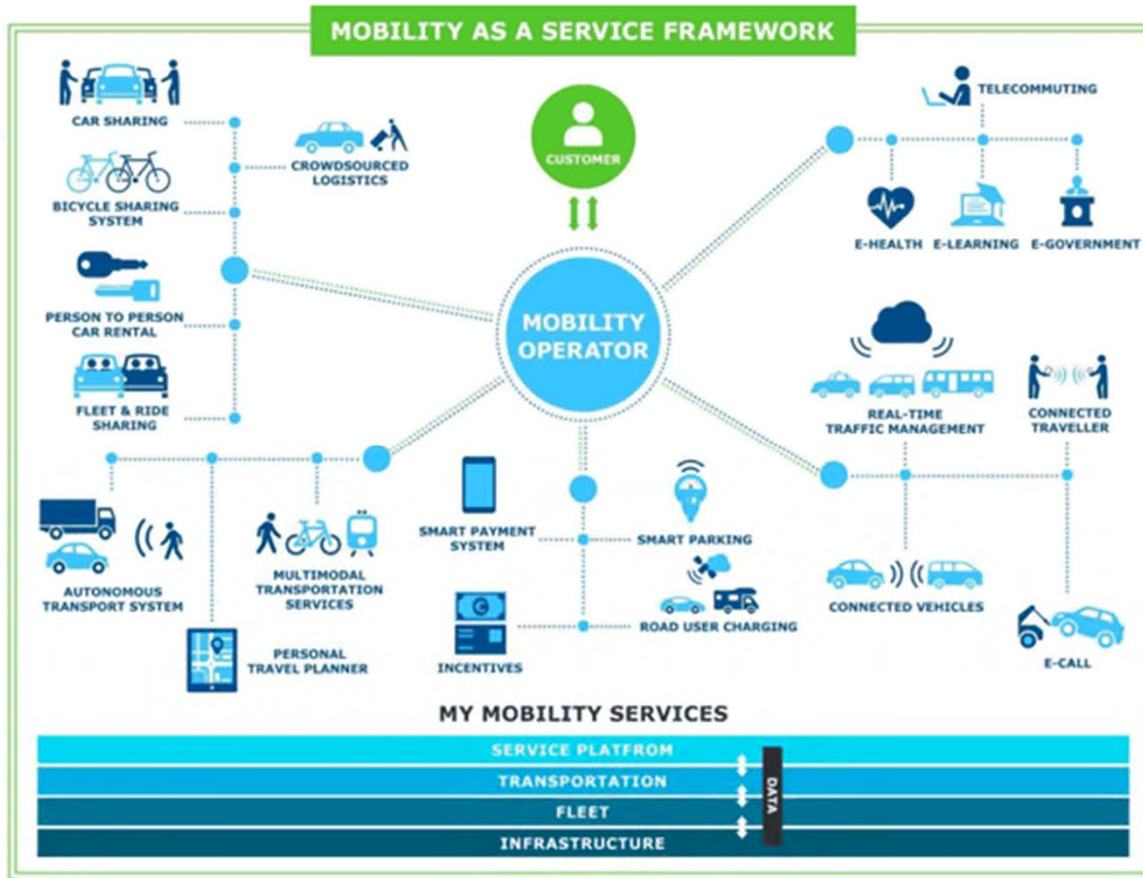 MOBILITY AS A SERVICE FRAMEWORK
CAR SHARING
CROWDSOURCED
LOGISTICS
BICYCLE SHARING
SYSTEM
PERSON TO PERSON
CAR RENTAL
FLEET & RIDE
SHARING
CUSTOMER
MOBILITY
OPERATOR
TELECOMMUTING
E-HEALTH
E-LEARNING
E-GOVERNMENT
REAL-TIME
TRAFFIC MANAGEMENT
CONNECTED
TRAVELLER
AUTONOMOUS
TRANSPORT SYSTEM
MULTIMODAL
TRANSPORTATION
SERVICES
PERSONAL
TRAVEL PLANNER
SMART PAYMENT
SYSTEM
SMART PARKING
INCENTIVES
ROAD USER CHARGING
CONNECTED VEHICLES
E-CALL
MY MOBILITY SERVICES
SERVICE PLATFROM
TRANSPORTATION
FLEET
INFRASTRUCTURE
DATA